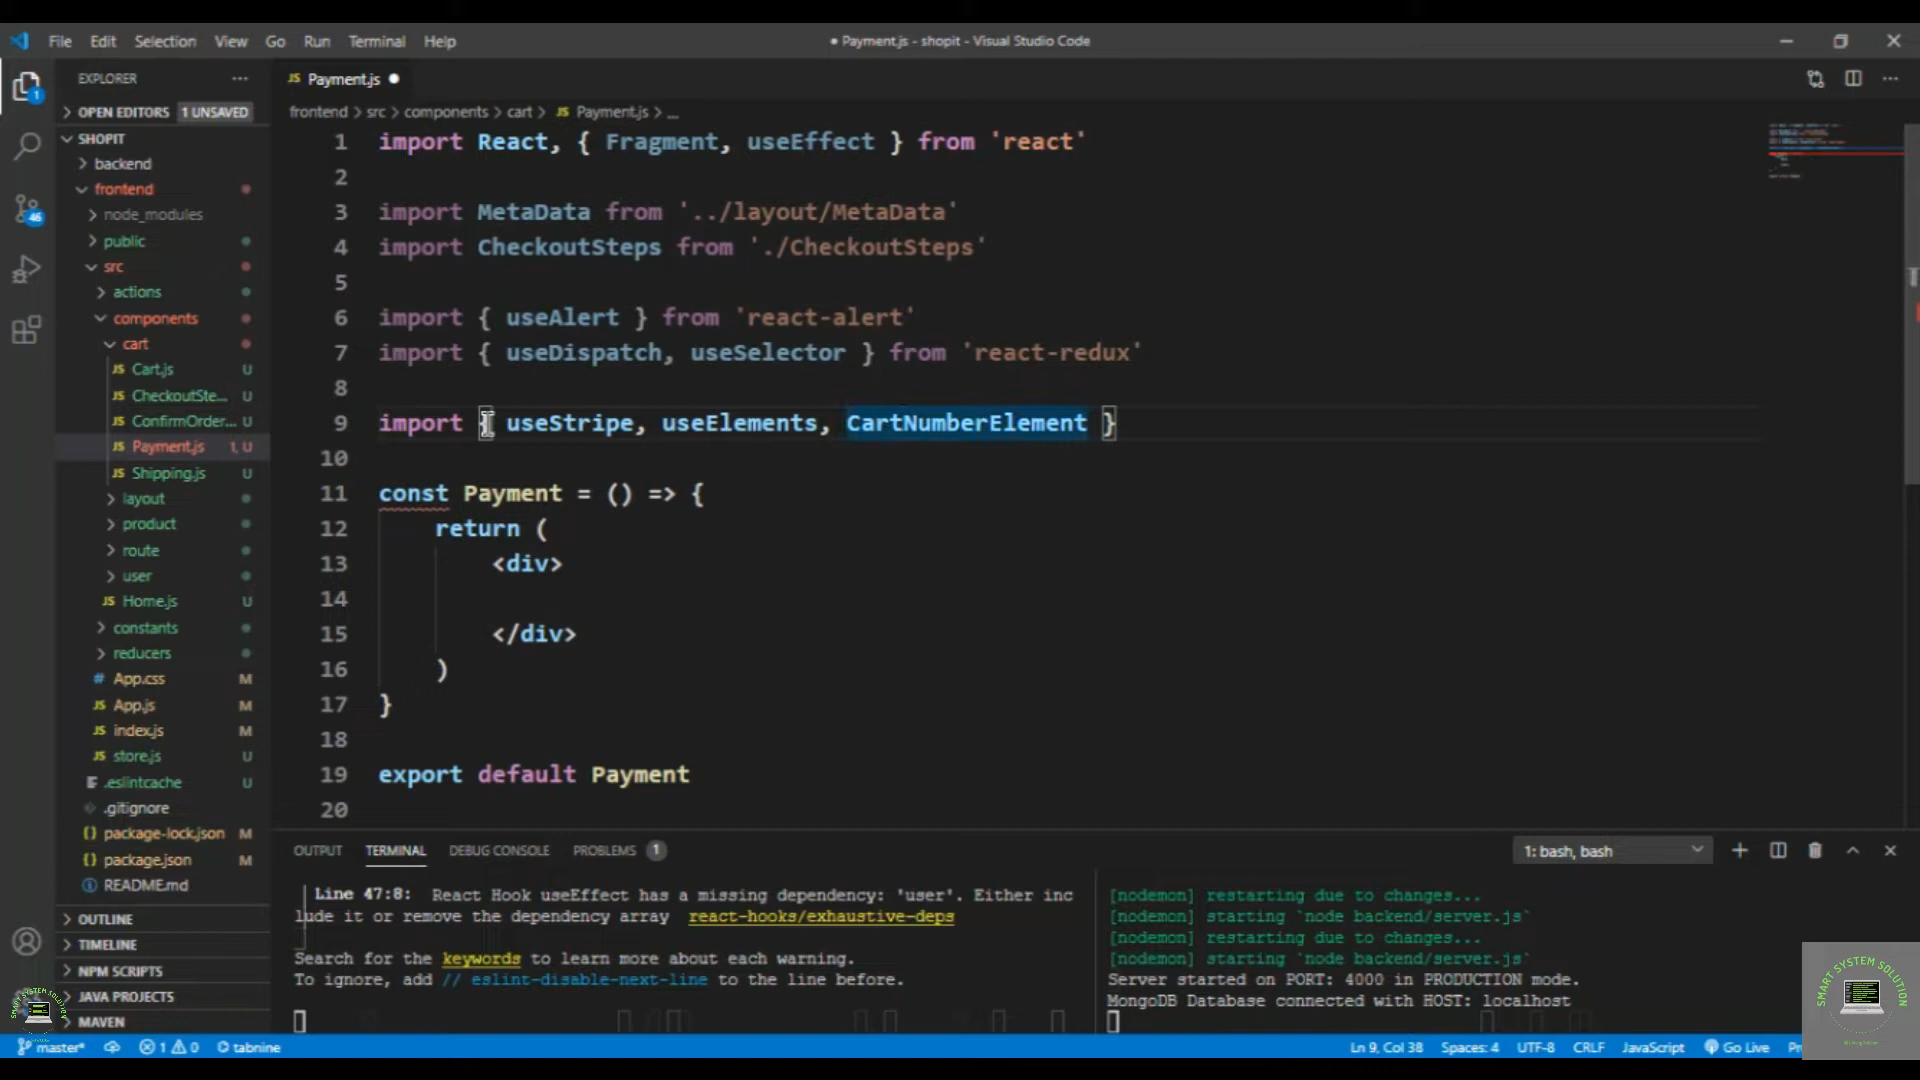 File Edit Selection View Go Run Terminal Help
● Payment.js - shopit - Visual Studio Code
EXPLORER
OPEN EDITORS 1 UNSAVED
SHOPIT
backend
frontend
node_modules
public
src
actions
components
cart
JS Cart.js U
JS CheckoutSte... U
JS ConfirmOrder... U
JS Payment.js 1, U
JS Shipping.js U
layout
product
route
user
JS Home.js U
constants
reducers
# App.css M
JS App.js M
JS index.js M
JS store.js U
.eslintcache U
.gitignore
{} package-lock.json M
{} package.json M
README.md
OUTLINE
TIMELINE
NPM SCRIPTS
JAVA PROJECTS
MAVEN
1
46
JS Payment.js ●
frontend > src > components > cart > JS Payment.js > ...
1 import React, { Fragment, useEffect } from 'react'
2
3 import MetaData from '../layout/MetaData'
4 import CheckoutSteps from './CheckoutSteps'
5
6 import { useAlert } from 'react-alert'
7 import { useDispatch, useSelector } from 'react-redux'
8
9 import { useStripe, useElements, CartNumberElement }
10
11 const Payment = () => {
12 return (
13 <div>
14
15 </div>
16 )
17 }
18
19 export default Payment
20
OUTPUT TERMINAL DEBUG CONSOLE PROBLEMS 1
1: bash, bash
Line 47:8: React Hook useEffect has a missing dependency: 'user'. Either inc
lude it or remove the dependency array react-hooks/exhaustive-deps
Search for the keywords to learn more about each warning.
To ignore, add // eslint-disable-next-line to the line before.
[nodemon] restarting due to changes...
[nodemon] starting `node backend/server.js`
[nodemon] restarting due to changes...
[nodemon] starting `node backend/server.js`
Server started on PORT: 4000 in PRODUCTION mode.
MongoDB Database connected with HOST: localhost
master* 1 0 tabnine
Ln 9, Col 38 Spaces: 4 UTF-8 CRLF JavaScript Go Live
SMART SYSTEM SOLUTION
SMART SYSTEM SOLUTION